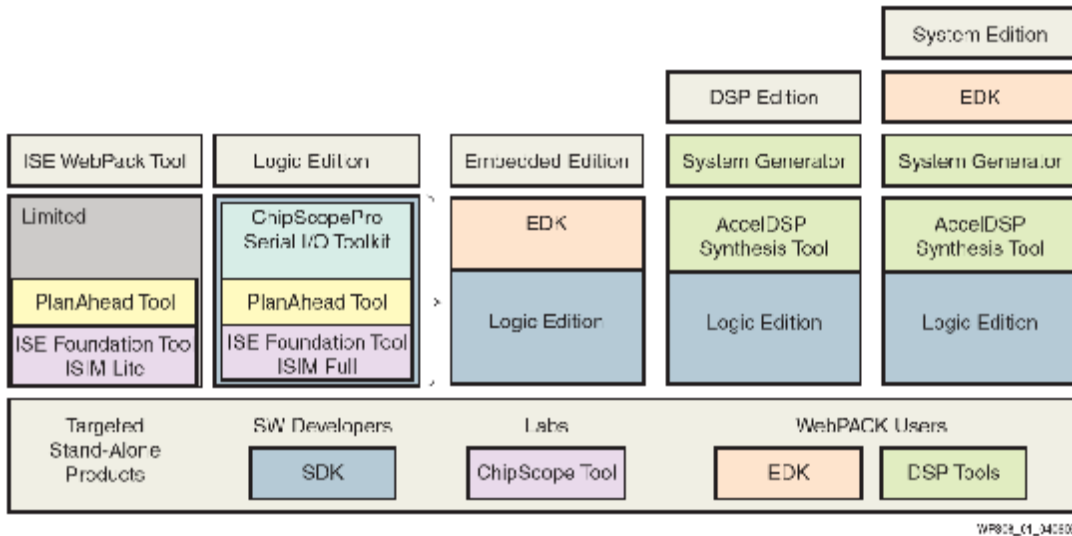 System Edition
DSP Edition
EDK
ISE WebPack Tool
Logic Edition
Embedded Edition
System Generator
System Generator
Limited
PlanAhead Tool
ISE Foundation Too
ISIM Lite
ChipScopePro
Serial I/O Toolkit
PlanAhead Tool
ISE Foundation Tool
ISIM Full
EDK
Logic Edition
AccelDSP
Synthesis Tool
Logic Edition
AccelDSP
Synthesis Tool
Logic Edition
Targeted
Stand-Alone
Products
SW Developers
SDK
Labs
ChipScope Tool
WebPACK Users
EDK
DSP Tools